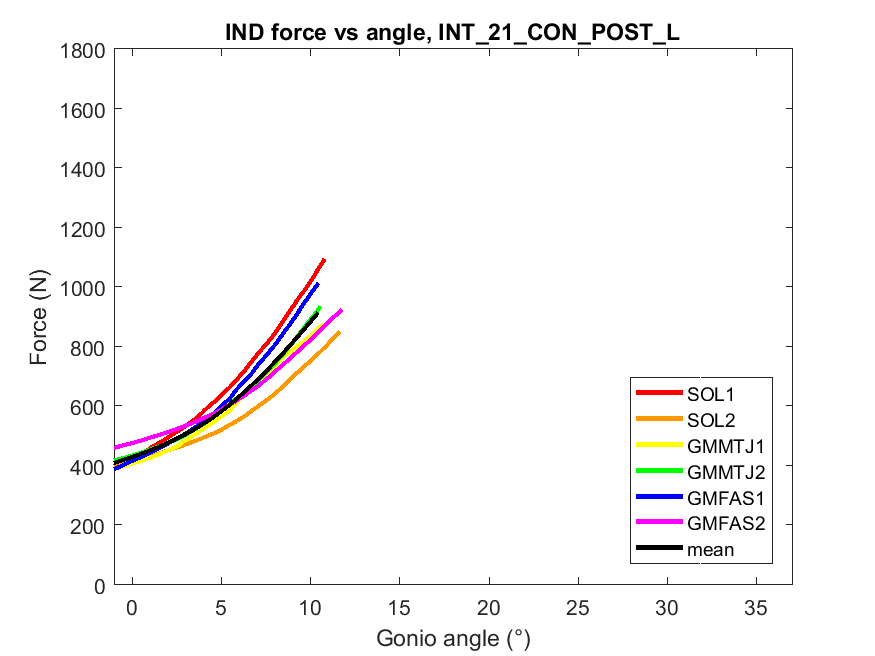 IND force vs angle, INT_21_CON_POST_L
1800
1600
1400
1200
1000
800
600
400
200
0
Force (N)
0 5 10 15 20 25 30 35
Gonio angle (°)
SOL1
SOL2
GMMTJ1
GMMTJ2
GMFAS1
GMFAS2
mean